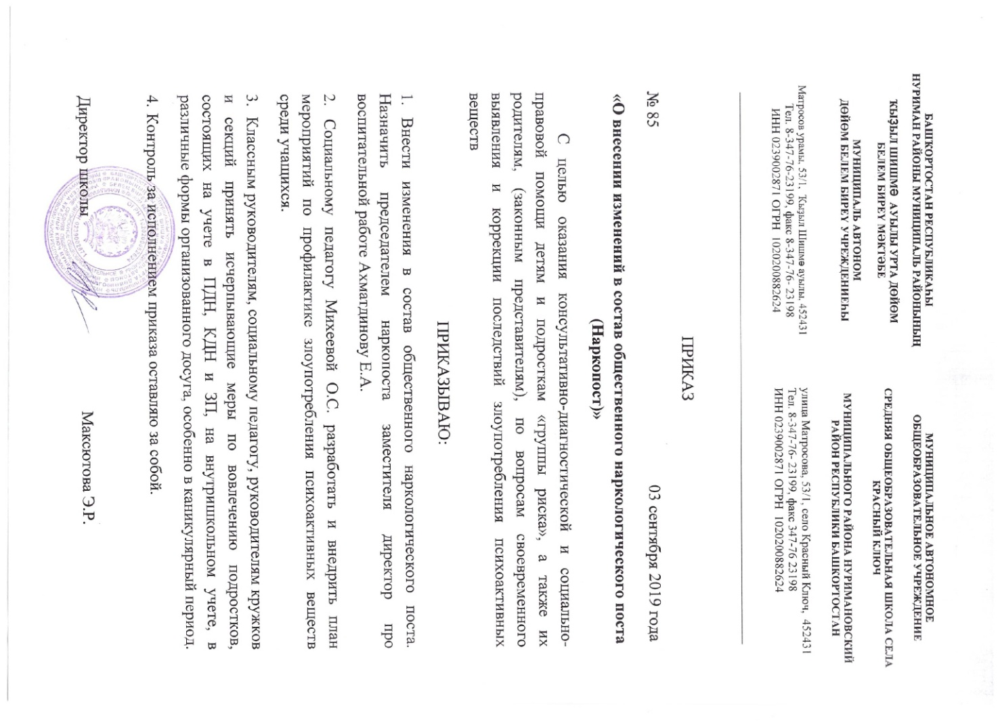 БАШКОРТОСТАН РЕСПУБЛИКАҺЫ
НУРИМАН РАЙОНЫ МУНИЦИПАЛЬ РАЙОНЫНЫҢ
ҠЫҘЫЛ ШИШМӘ АУЫЛЫ УРТА ДӨЙӨМ
БЕЛЕМ БИРЕҮ МӘКТӘБЕ
МУНИЦИПАЛЬ АВТОНОМ
ДӨЙӨМ БЕЛЕМ БИРЕҮ УЧРЕЖДЕНИЕҺЫ
Матросов урамы, 53/1, Ҡыҙыл Шишмә ауылы, 452431
Тел. 8-347-76-23199, факс 8-347-76- 23198
ИНН 0239002871 ОГРН 1020200882624
МУНИЦИПАЛЬНОЕ АВТОНОМНОЕ
ОБЩЕОБРАЗОВАТЕЛЬНОЕ УЧРЕЖДЕНИЕ
СРЕДНЯЯ ОБЩЕОБРАЗОВАТЕЛЬНАЯ ШКОЛА СЕЛА
КРАСНЫЙ КЛЮЧ
МУНИЦИПАЛЬНОГО РАЙОНА НУРИМАНОВСКИЙ
РАЙОН РЕСПУБЛИКИ БАШКОРТОСТАН
улица Матросова, 53/1, село Красный Ключ, 452431
Тел. 8-347-76- 23199, факс 347-76 23198
ИНН 0239002871 ОГРН 1020200882624
ПРИКАЗ
№ 85 03 сентября 2019 года
«О внесении изменений в состав общественного наркологического поста
(Наркопост)»
С целью оказания консультативно-диагностической и социально-
правовой помощи детям и подросткам «группы риска», а также их
родителям, (законным представителям), по вопросам своевременного
выявления и коррекции последствий злоупотребления психоактивных
веществ
ПРИКАЗЫВАЮ:
1. Внести изменения в состав общественного наркологического поста.
Назначить председателем наркопоста заместителя директор про
воспитательной работе Ахматдинову Е.А.
2. Социальному педагогу Михеевой О.С. разработать и внедрить план
мероприятий по профилактике злоупотребления психоактивных веществ
среди учащихся.
3. Классным руководителям, социальному педагогу, руководителям кружков
и секций принять исчерпывающие меры по вовлечению подростков,
состоящих на учете в ПДН, КДН и ЗП, на внутришкольном учете, в
различные формы организованного досуга, особенно в каникулярный период.
4. Контроль за исполнением приказа оставляю за собой.
Директор школы Максютова Э.Р.